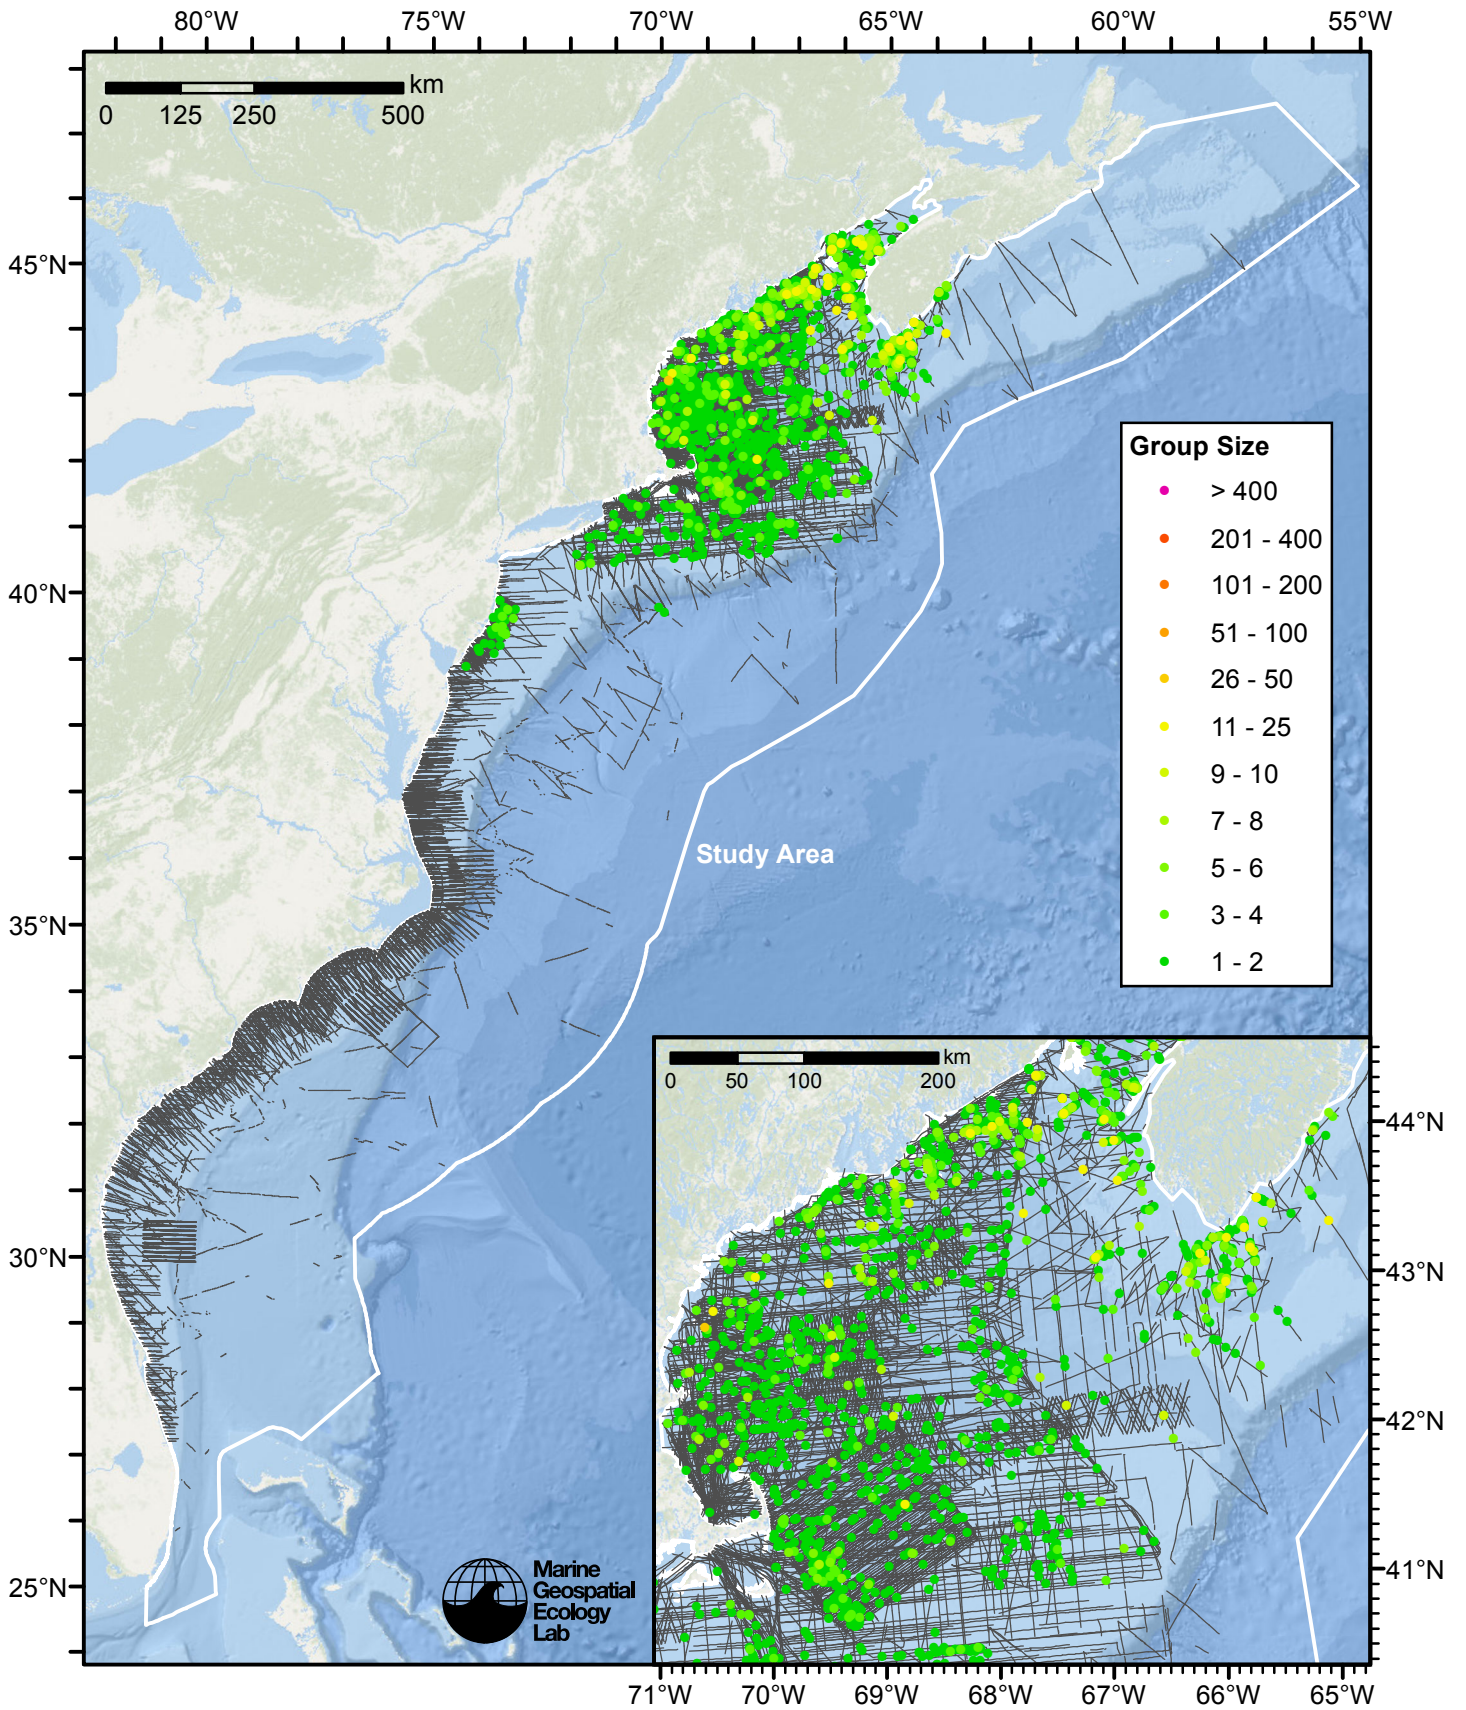 80°W 75°W 70°W 65°W 60°W 55°W
km
0 125 250 500
45°N
40°N
35°N
30°N
25°N
Group Size
> 400
201 - 400
101 - 200
51 - 100
26 - 50
11 - 25
9 - 10
7 - 8
5 - 6
3 - 4
1 - 2
Study Area
km
0 50 100 200
44°N
43°N
42°N
41°N
Marine
Geospatial
Ecology
Lab
71°W 70°W 69°W 68°W 67°W 66°W 65°W